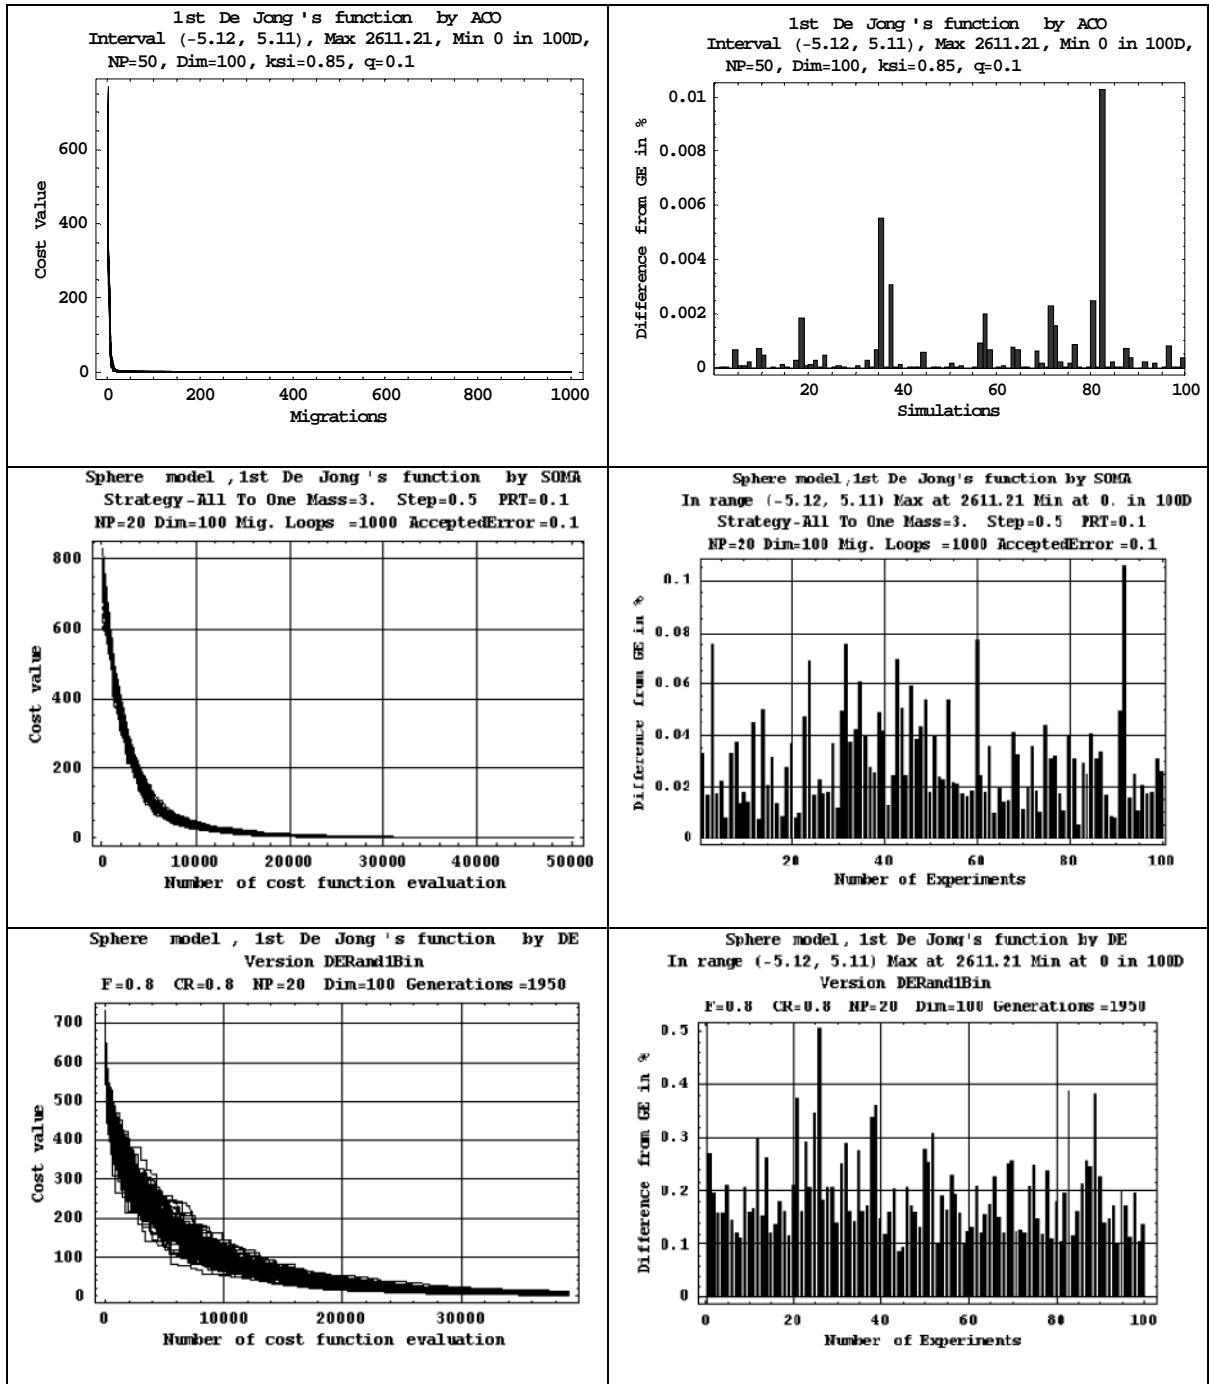 1st De Jong 's function by ACO
Interval (-5.12, 5.11), Max 2611.21, Min 0 in 100D,
NP=50, Dim=100, ksi=0.85, q=0.1
Cost Value
600
400
200
0
0 200 400 600 800 1000
Migrations
1st De Jong 's function by ACO
Interval (-5.12, 5.11), Max 2611.21, Min 0 in 100D,
NP=50, Dim=100, ksi=0.85, q=0.1
Difference from GE in %
0.01
0.008
0.006
0.004
0.002
0
20 40 60 80 100
Simulations
Sphere model ,1st De Jong 's function by SOMA
Strategy-All To One Mass=3. Step=0.5 PRT=0.1
NP=20 Dim=100 Mig. Loops =1000 AcceptedError =0.1
Cost value
800
600
400
200
0
0 10000 20000 30000 40000 50000
Number of cost function evaluation
Sphere model ,1st De Jong 's function by SOMA
In range (-5.12, 5.11) Max at 2611.21 Min at 0. in 100D
Strategy-All To One Mass=3. Step=0.5 PRT=0.1
NP=20 Dim=100 Mig. Loops =1000 AcceptedError =0.1
Difference from GE in %
0.1
0.08
0.06
0.04
0.02
0
20 40 60 80 100
Number of Experiments
Sphere model , 1st De Jong 's function by DE
Version DERand1Bin
F=0.8 CR=0.8 NP=20 Dim=100 Generations =1950
Cost value
700
600
500
400
300
200
100
0
0 10000 20000 30000
Number of cost function evaluation
Sphere model, 1st De Jong's function by DE
In range (-5.12, 5.11) Max at 2611.21 Min at 0 in 100D
Version DERand1Bin
F=0.8 CR=0.8 NP=20 Dim=100 Generations =1950
Difference from GE in %
0.5
0.4
0.3
0.2
0.1
0
0 20 40 60 80 100
Number of Experiments